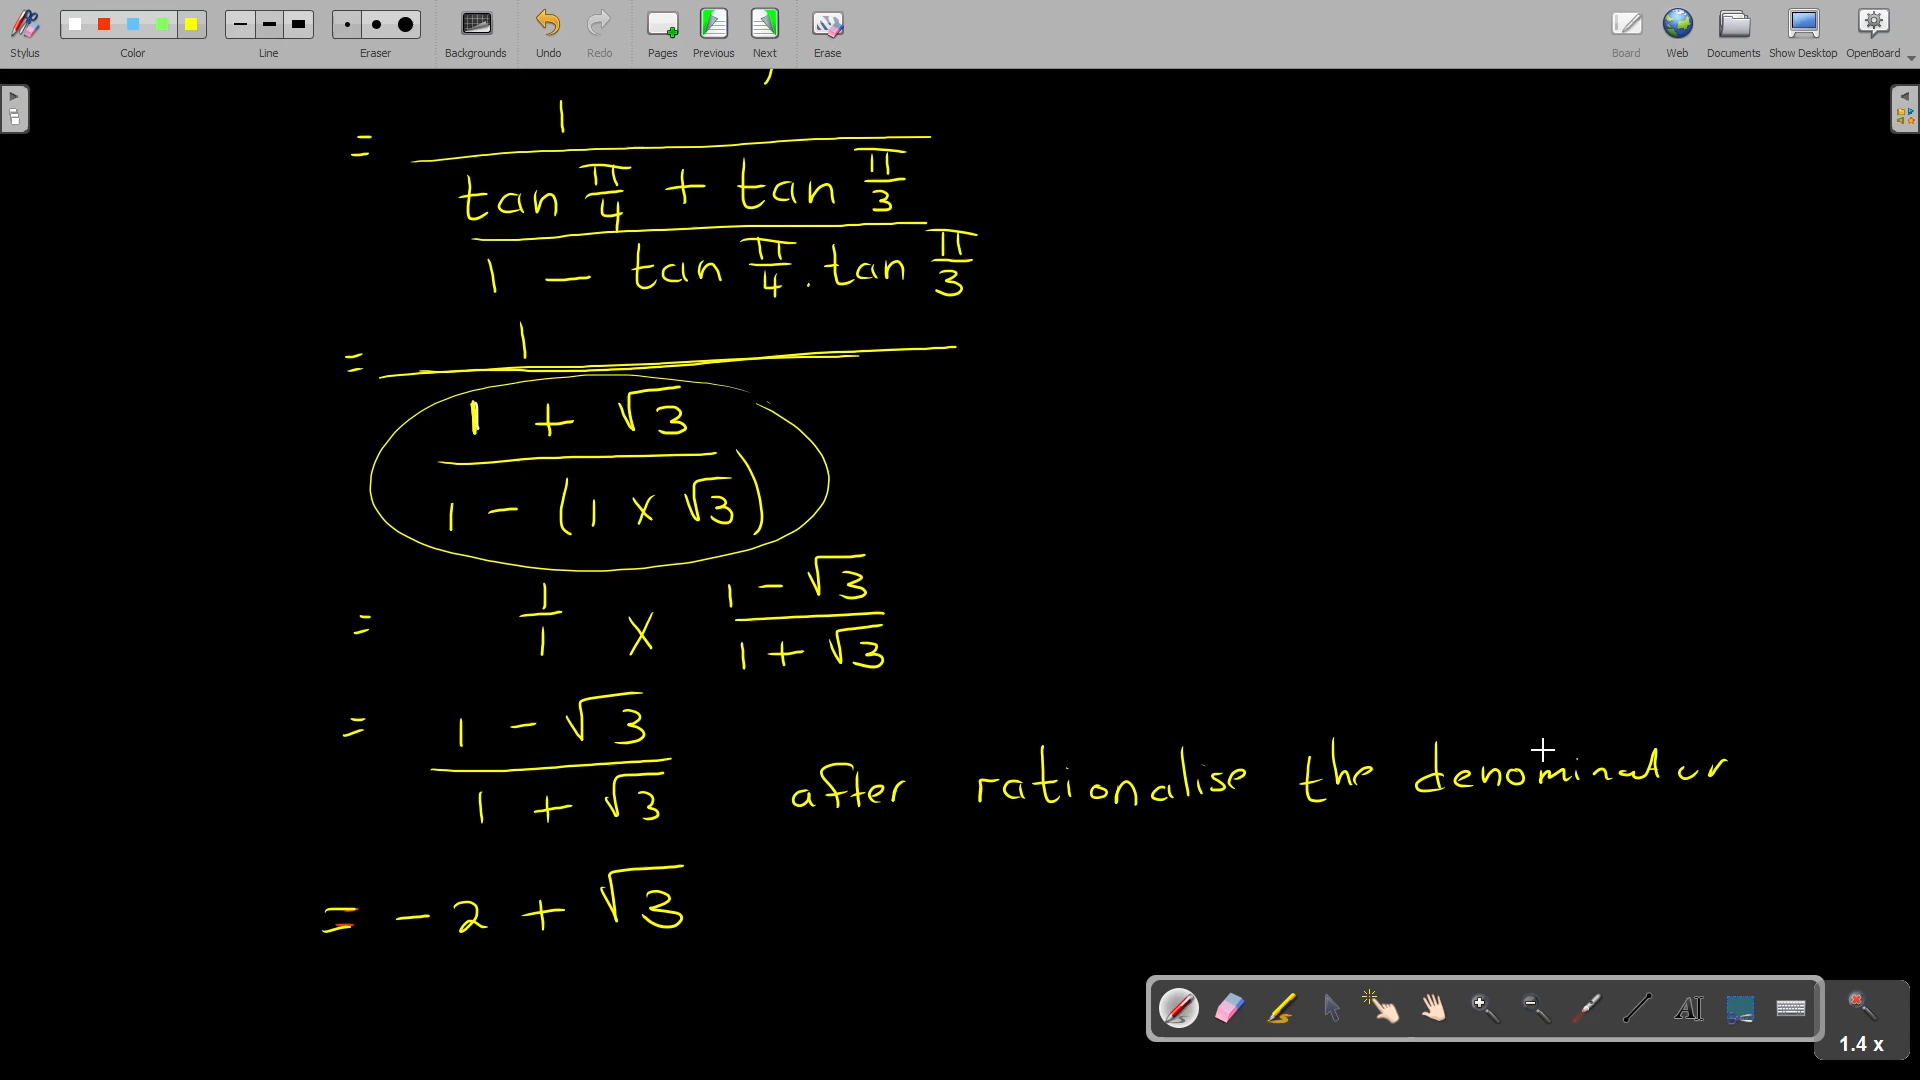 Stylus Color Line Eraser Backgrounds Undo Redo Pages Previous Next Erase Board Web Documents Show Desktop OpenBoard
= 1
tan π/4 + tan π/3
1 - tan π/4 . tan π/3
= 1
1 + √3
1 - (1 x √3)
= 1/1 x (1 - √3)/(1 + √3)
= 1 - √3
1 + √3 after rationalise the denominator
= - 2 + √3
1.4 x